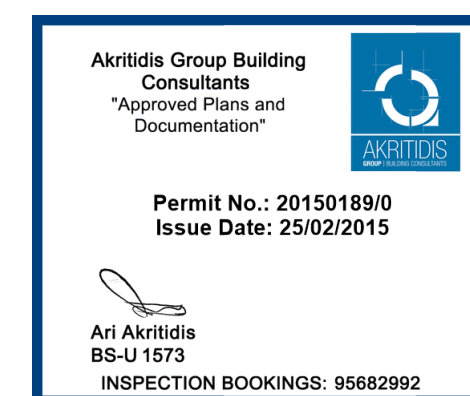 Akritidis Group Building
Consultants
"Approved Plans and
Documentation"
AKRITIDIS
GROUP | BUILDING CONSULTANTS
Permit No.: 20150189/0
Issue Date: 25/02/2015
Ari Akritidis
BS-U 1573
INSPECTION BOOKINGS: 95682992